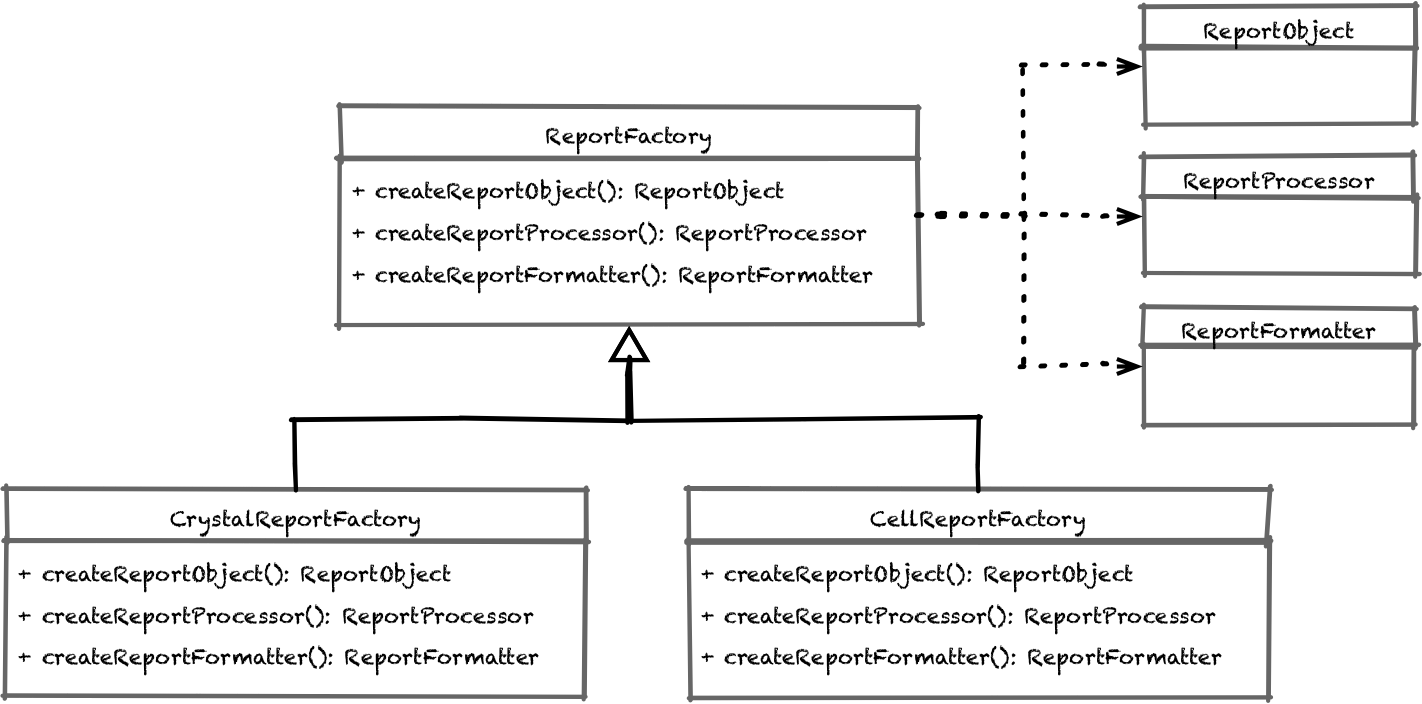 ReportObject
ReportFactory
+ createReportObject(): ReportObject
+ createReportProcessor(): ReportProcessor
+ createReportFormatter(): ReportFormatter
ReportProcessor
ReportFormatter
CrystalReportFactory
+ createReportObject(): ReportObject
+ createReportProcessor(): ReportProcessor
+ createReportFormatter(): ReportFormatter
CellReportFactory
+ createReportObject(): ReportObject
+ createReportProcessor(): ReportProcessor
+ createReportFormatter(): ReportFormatter